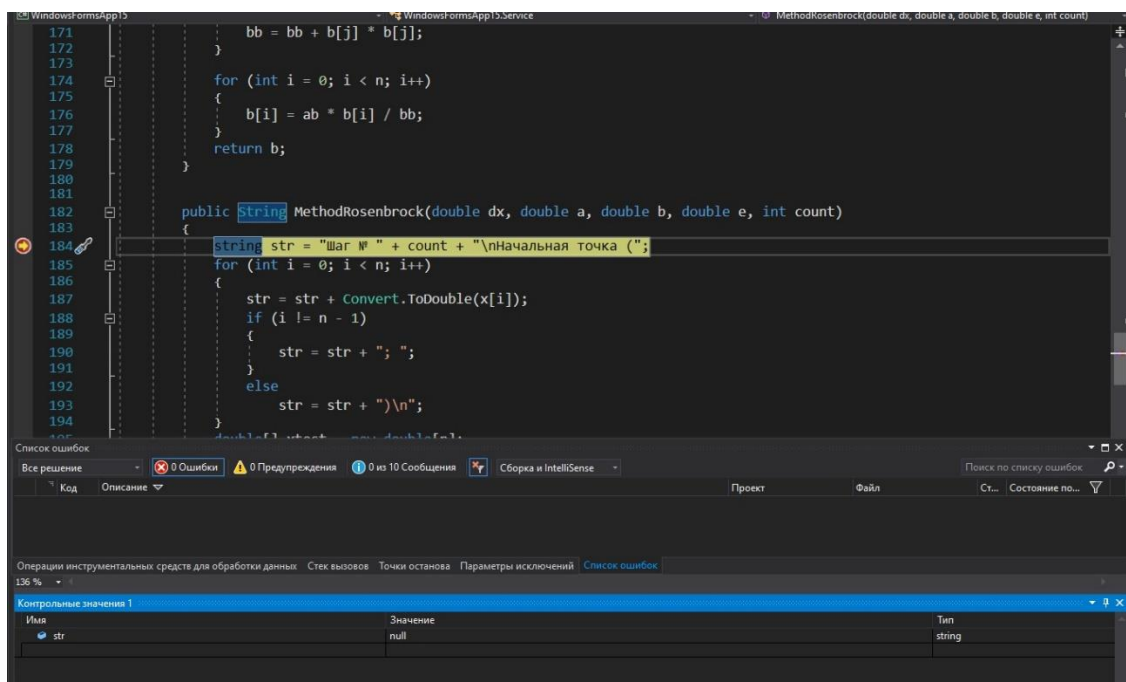 WindowsFormsApp15 WindowsFormsApp15.Service MethodRosenbrock(double dx, double a, double b, double e, int count)
171 bb = bb + b[j] * b[j];
172 }
173
174 for (int i = 0; i < n; i++)
175 {
176 b[i] = ab * b[i] / bb;
177 }
178 return b;
179 }
180
181
182 public String MethodRosenbrock(double dx, double a, double b, double e, int count)
183 {
184 string str = "Шаг № " + count + "\nНачальная точка (";
185 for (int i = 0; i < n; i++)
186 {
187 str = str + Convert.ToDouble(x[i]);
188 if (i != n - 1)
189 {
190 str = str + "; ";
191 }
192 else
193 str = str + ")\n";
194 }
Список ошибок
Все решение 0 Ошибки 0 Предупреждения 0 из 10 Сообщения Сборка и IntelliSense Поиск по списку ошибок
Код Описание Проект Файл Ст... Состояние по...
Операции инструментальных средств для обработки данных Стек вызовов Точки останова Параметры исключений Список ошибок
136 %
Контрольные значения 1
Имя Значение Тип
str null string